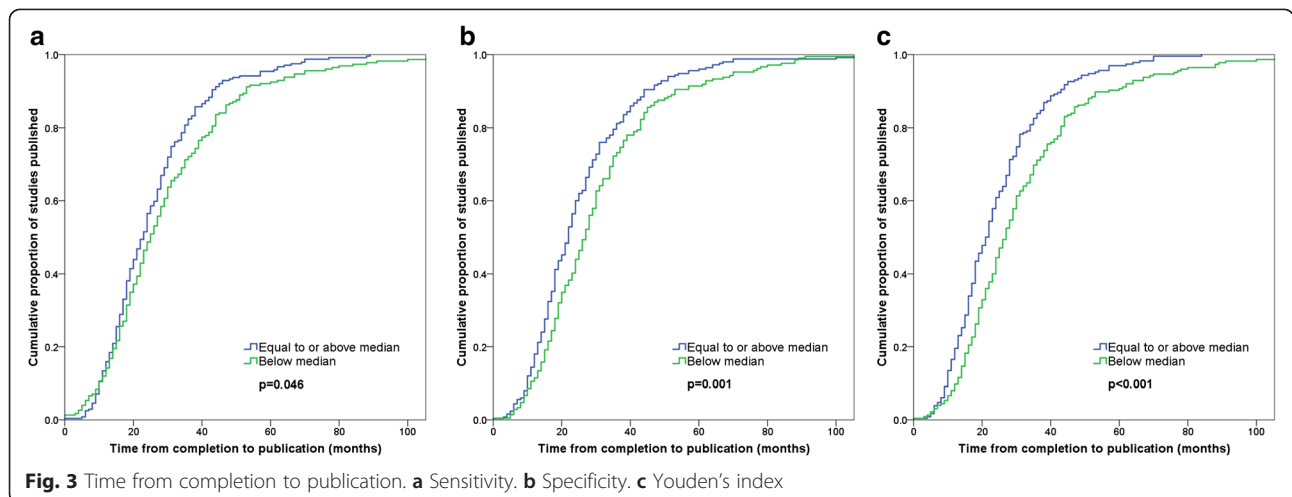 a
Cumulative proportion of studies published
1.0
0.8
0.6
0.4
0.2
0.0
Equal to or above median
Below median
p=0.046
0 20 40 60 80 100
Time from completion to publication (months)
b
Cumulative proportion of studies published
1.0
0.8
0.6
0.4
0.2
0.0
Equal to or above median
Below median
p=0.001
0 20 40 60 80 100
Time from completion to publication (months)
c
Cumulative proportion of studies published
1.0
0.8
0.6
0.4
0.2
0.0
Equal to or above median
Below median
p<0.001
0 20 40 60 80 100
Time from completion to publication (months)
Fig. 3 Time from completion to publication. a Sensitivity. b Specificity. c Youden's index